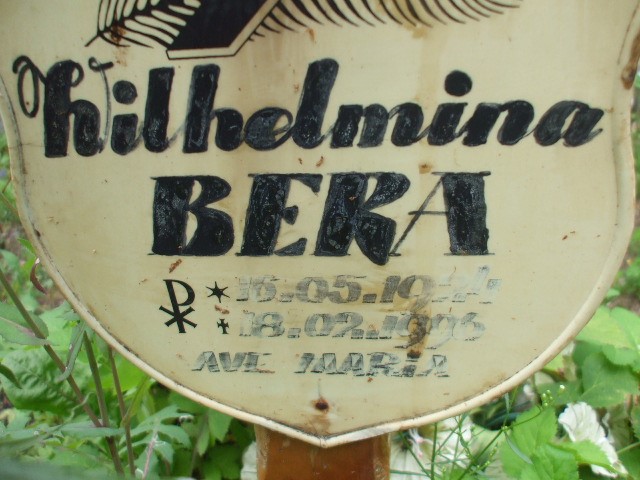 Wilhelmina
BERA
☧ * 16.05.1924
✝ 18.02.1996
AVE MARIA